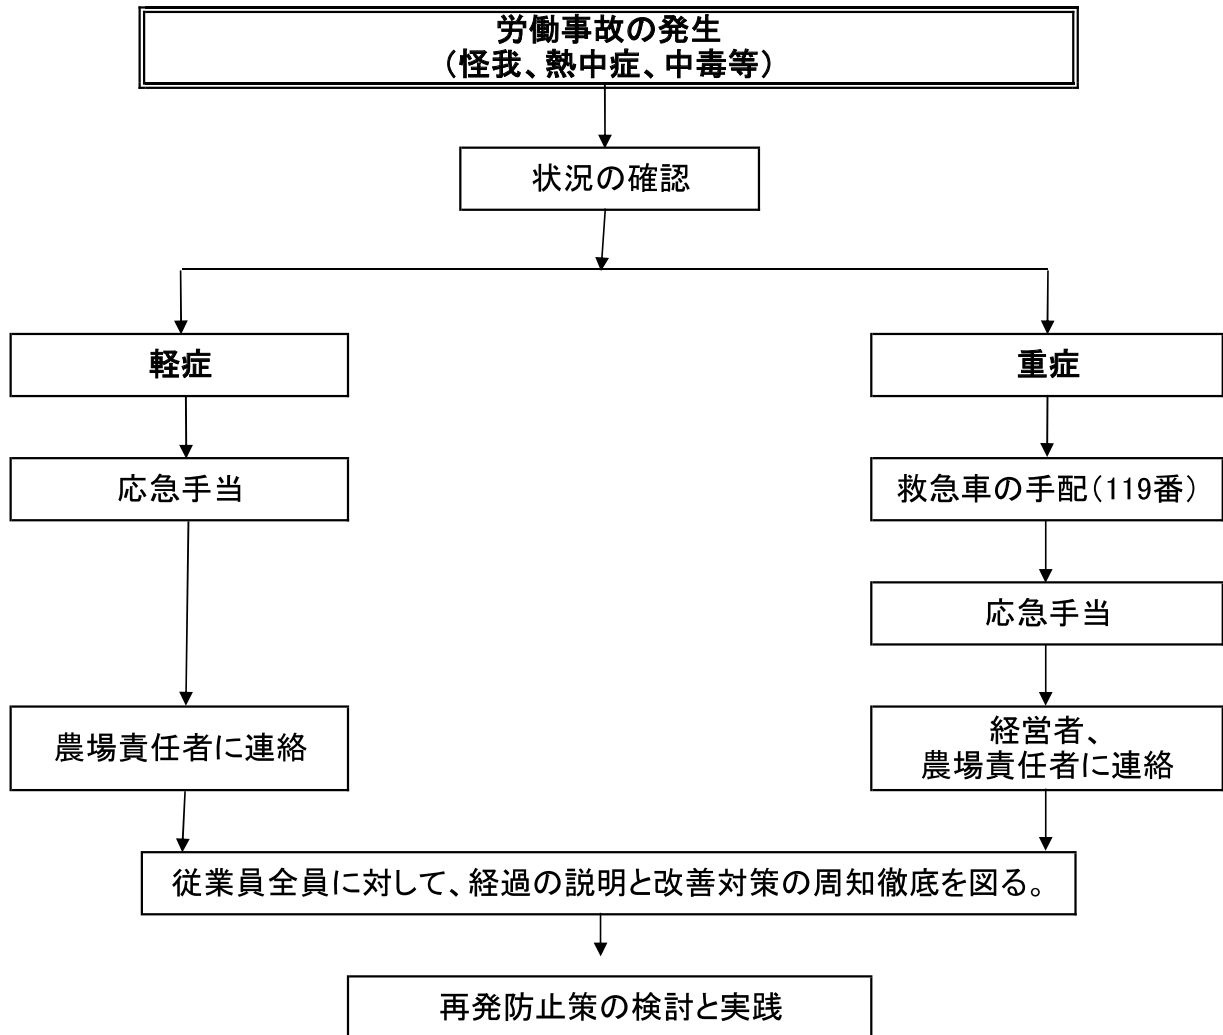 労働事故の発生
（怪我、熱中症、中毒等）
状況の確認
軽症
重症
応急手当
救急車の手配（119番）
応急手当
農場責任者に連絡
経営者、
農場責任者に連絡
従業員全員に対して、経過の説明と改善対策の周知徹底を図る。
再発防止策の検討と実践